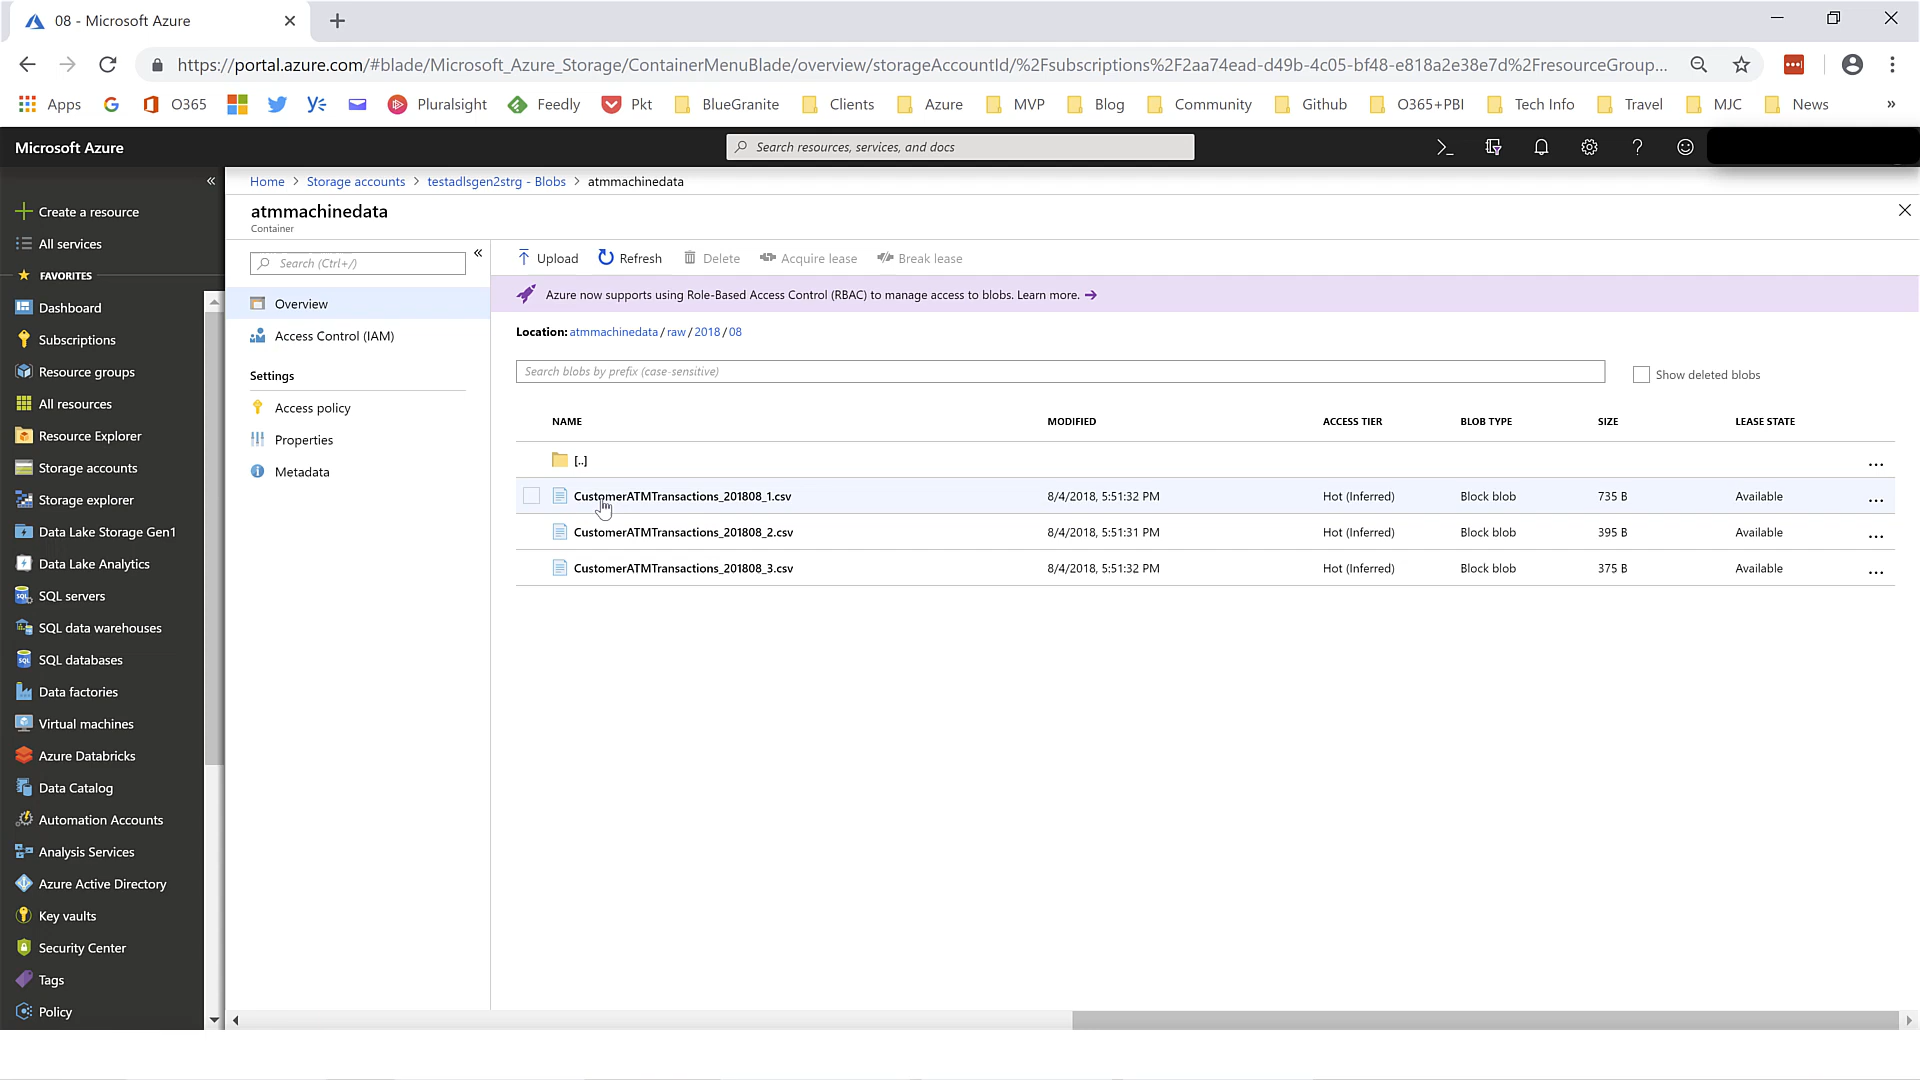 08 - Microsoft Azure
https://portal.azure.com/#blade/Microsoft_Azure_Storage/ContainerMenuBlade/overview/storageAccountId/%2Fsubscriptions%2F2aa74ead-d49b-4c05-bf48-e818a2e38e7d%2FresourceGroup...
Apps O365 Pluralsight Feedly Pkt BlueGranite Clients Azure MVP Blog Community Github O365+PBI Tech Info Travel MJC News »
Microsoft Azure
Search resources, services, and docs
Home > Storage accounts > testadlsgen2strg - Blobs > atmmachinedata
atmmachinedata
Container
Create a resource
All services
FAVORITES
Dashboard
Subscriptions
Resource groups
All resources
Resource Explorer
Storage accounts
Storage explorer
Data Lake Storage Gen1
Data Lake Analytics
SQL servers
SQL data warehouses
SQL databases
Data factories
Virtual machines
Azure Databricks
Data Catalog
Automation Accounts
Analysis Services
Azure Active Directory
Key vaults
Security Center
Tags
Policy
Search (Ctrl+/)
Overview
Access Control (IAM)
Settings
Access policy
Properties
Metadata
Upload Refresh Delete Acquire lease Break lease
Azure now supports using Role-Based Access Control (RBAC) to manage access to blobs. Learn more. →
Location: atmmachinedata / raw / 2018 / 08
Search blobs by prefix (case-sensitive)
Show deleted blobs
NAME MODIFIED ACCESS TIER BLOB TYPE SIZE LEASE STATE
[..] ...
CustomerATMTransactions_201808_1.csv 8/4/2018, 5:51:32 PM Hot (Inferred) Block blob 735 B Available ...
CustomerATMTransactions_201808_2.csv 8/4/2018, 5:51:31 PM Hot (Inferred) Block blob 395 B Available ...
CustomerATMTransactions_201808_3.csv 8/4/2018, 5:51:32 PM Hot (Inferred) Block blob 375 B Available ...